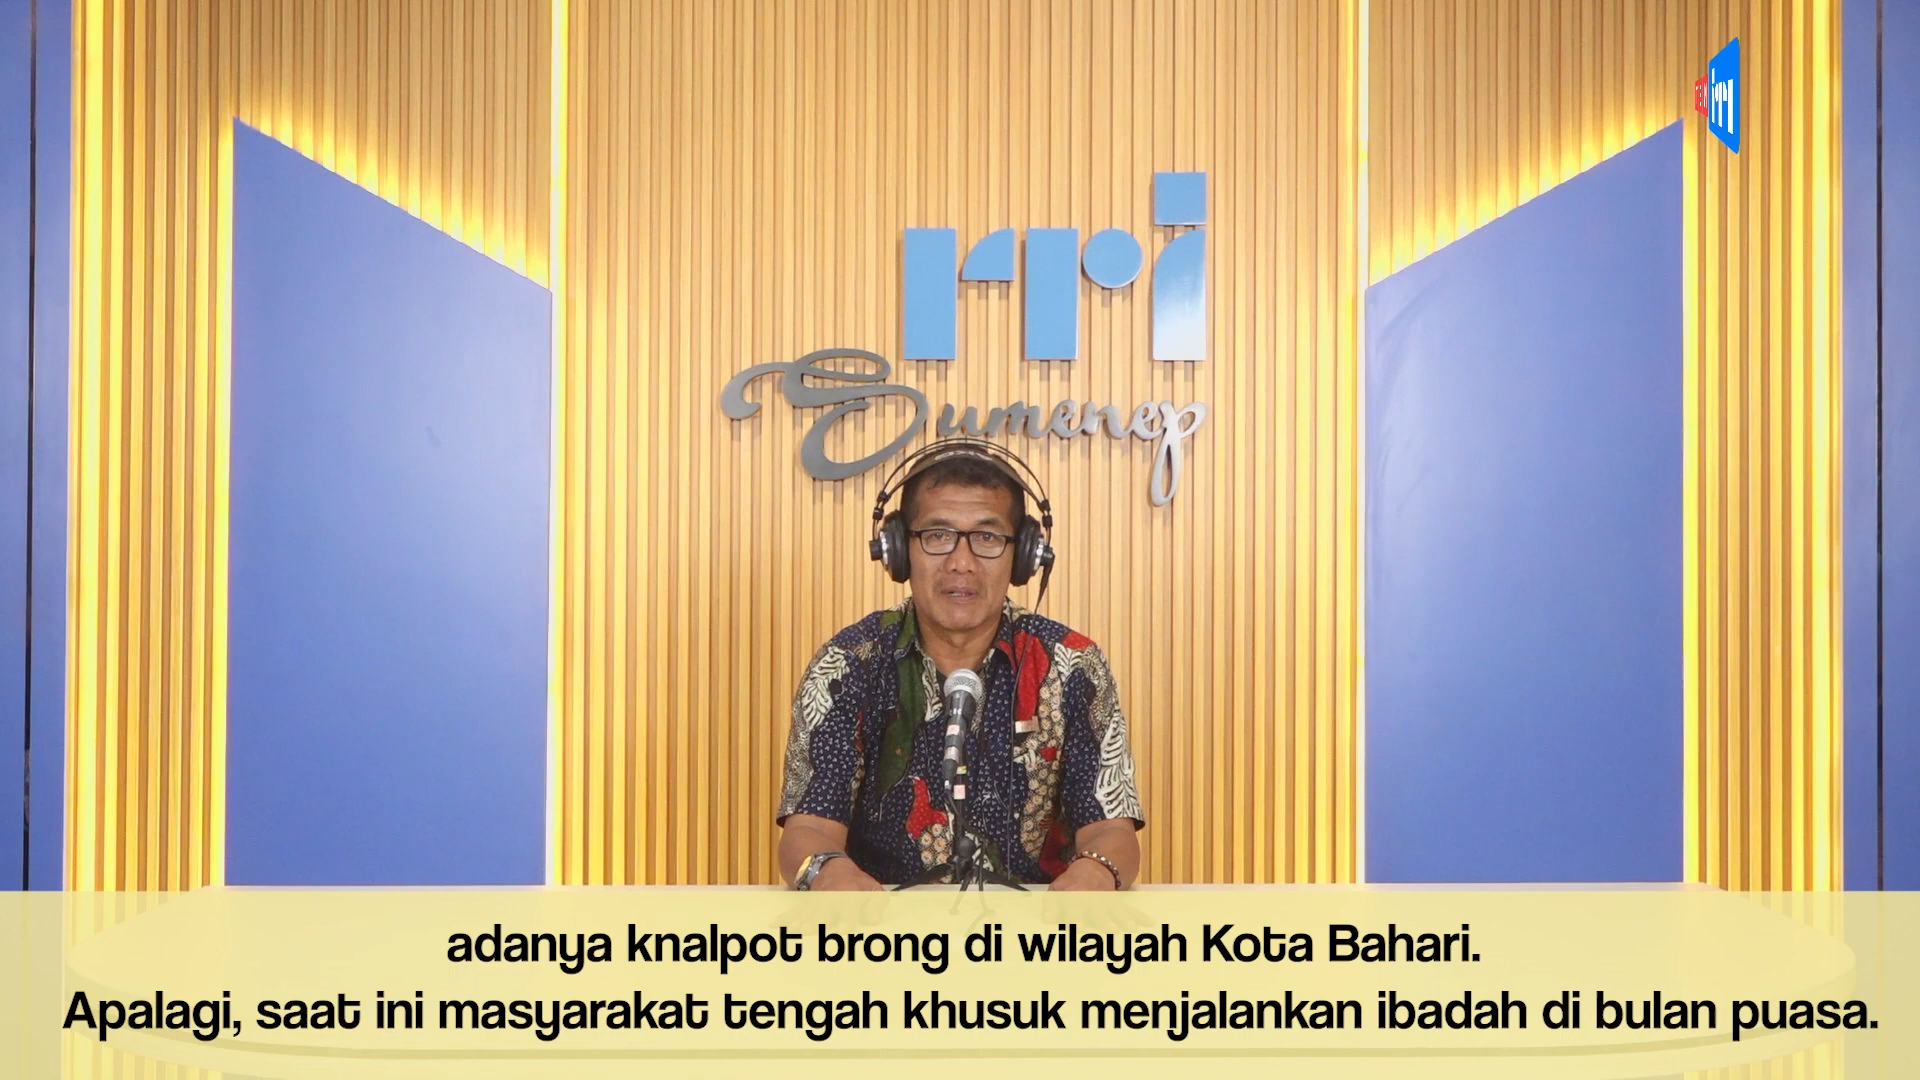 rri
Sumenep
adanya knalpot brong di wilayah Kota Bahari.
Apalagi, saat ini masyarakat tengah khusuk menjalankan ibadah di bulan puasa.